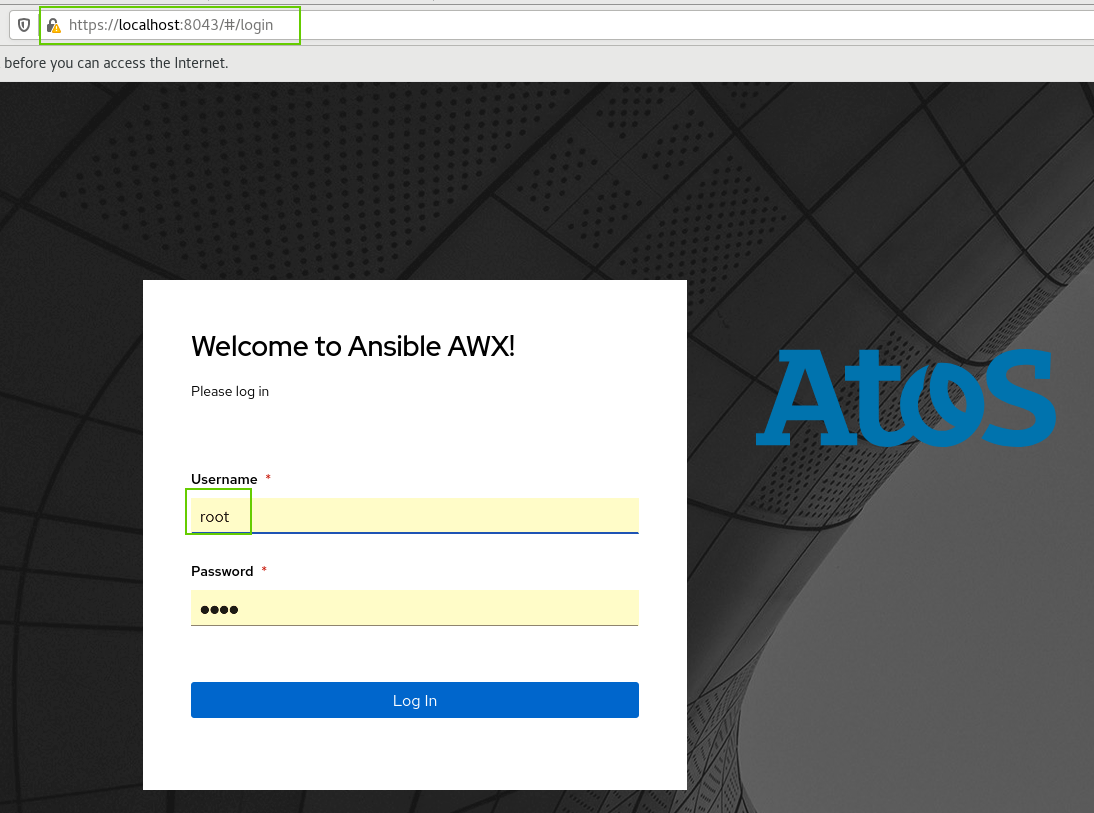 https://localhost:8043/#/login
before you can access the Internet.
Welcome to Ansible AWX!
Please log in
Atos
Username *
root
Password *
●●●●
Log In